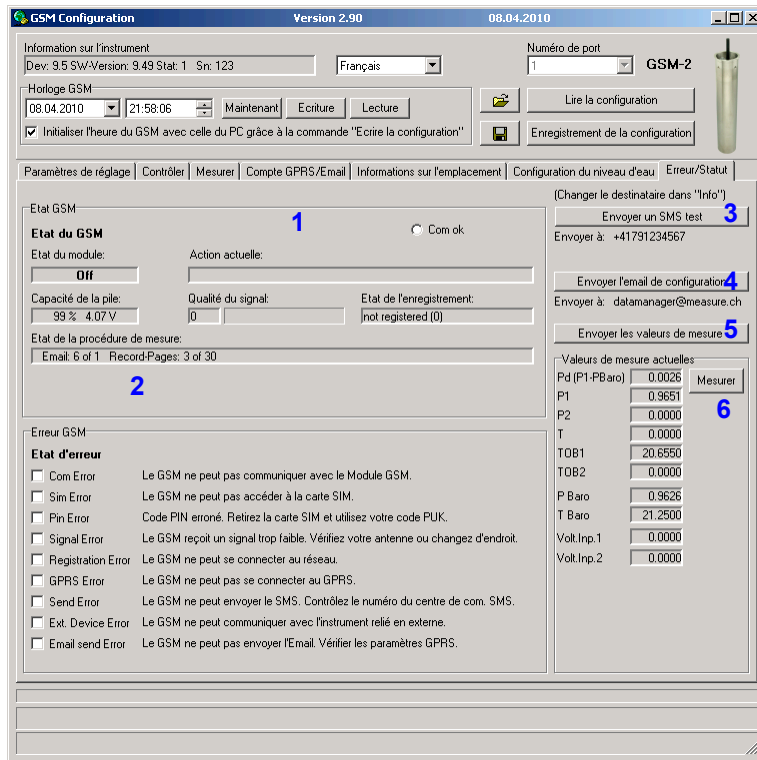 GSM Configuration Version 2.90 08.04.2010
Information sur l'instrument
Dev: 9.5 SW-Version: 9.49 Stat: 1 Sn: 123
Français
Numéro de port
1
GSM-2
Horloge GSM
08.04.2010 21:58:06 Maintenant Ecriture Lecture
Initialiser l'heure du GSM avec celle du PC grâce à la commande "Ecrire la configuration"
Lire la configuration
Enregistrement de la configuration
Paramètres de réglage Contrôler Mesurer Compte GPRS/Email Informations sur l'emplacement Configuration du niveau d'eau Erreur/Statut
Etat GSM
1
Etat du GSM
Com ok
Etat du module: Action actuelle:
Off
Capacité de la pile: Qualité du signal: Etat de l'enregistrement:
99 % 4.07 V 0 not registered (0)
Etat de la procédure de mesure:
Email: 6 of 1 Record-Pages: 3 of 30
2
Erreur GSM
Etat d'erreur
Com Error Le GSM ne peut pas communiquer avec le Module GSM.
Sim Error Le GSM ne peut pas accéder à la carte SIM.
Pin Error Code PIN erroné. Retirez la carte SIM et utilisez votre code PUK.
Signal Error Le GSM reçoit un signal trop faible. Vérifiez votre antenne ou changez d'endroit.
Registration Error Le GSM ne peut se connecter au réseau.
GPRS Error Le GSM ne peut pas se connecter au GPRS.
Send Error Le GSM ne peut envoyer le SMS. Contrôlez le numéro du centre de com. SMS.
Ext. Device Error Le GSM ne peut communiquer avec l'instrument relié en externe.
Email send Error Le GSM ne peut pas envoyer l'Email. Vérifier les paramètres GPRS.
(Changer le destinataire dans "Info")
Envoyer un SMS test 3
Envoyer à: +41791234567
Envoyer l'email de configuration 4
Envoyer à: datamanager@measure.ch
Envoyer les valeurs de mesure 5
Valeurs de mesure actuelles
Pd (P1-PBaro) 0.0026 Mesurer
P1 0.9651
6
P2 0.0000
T 0.0000
TOB1 20.6550
TOB2 0.0000
P Baro 0.9626
T Baro 21.2500
Volt.Inp.1 0.0000
Volt.Inp.2 0.0000